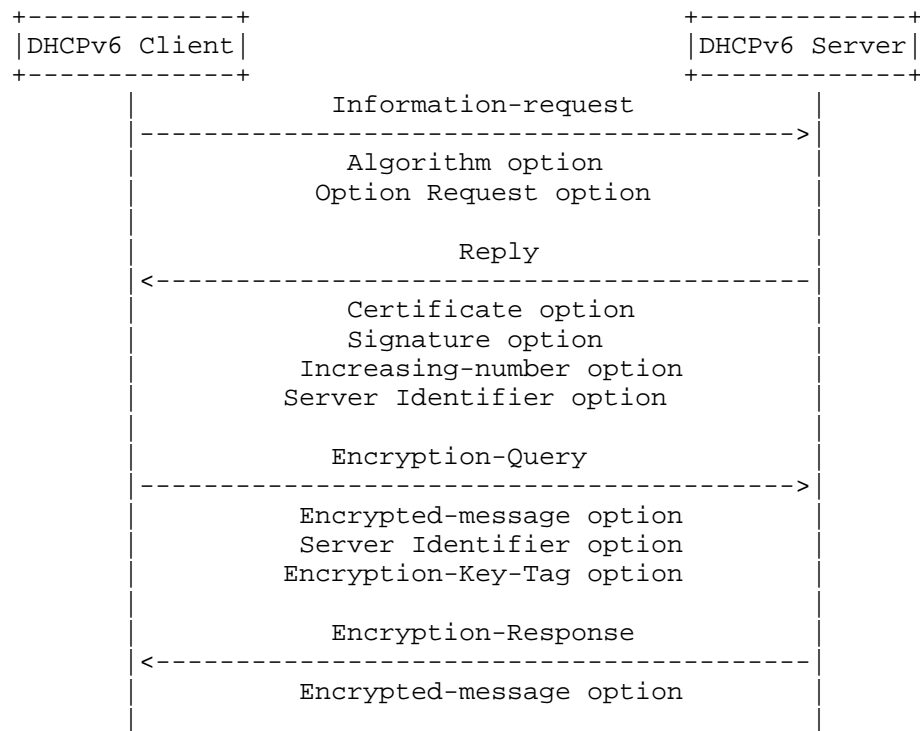 DHCPv6 Client DHCPv6 Server
Information-request
Algorithm option
Option Request option
Reply
Certificate option
Signature option
Increasing-number option
Server Identifier option
Encryption-Query
Encrypted-message option
Server Identifier option
Encryption-Key-Tag option
Encryption-Response
Encrypted-message option